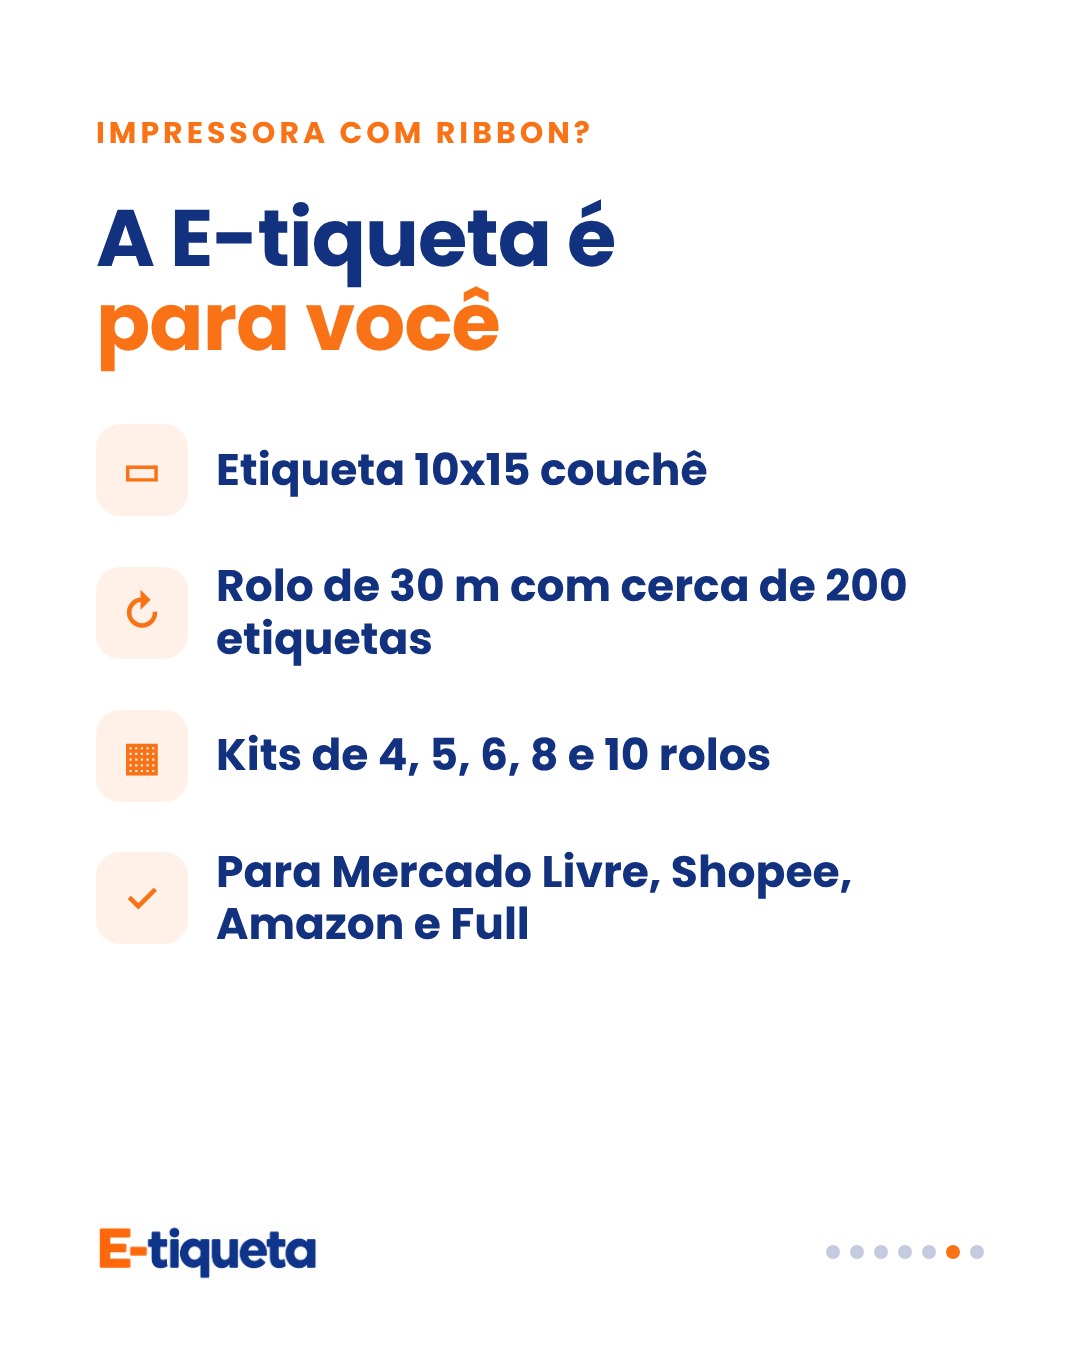 IMPRESSORA COM RIBBON?
A E-tiqueta é
para você
Etiqueta 10x15 couchê
Rolo de 30 m com cerca de 200
etiquetas
Kits de 4, 5, 6, 8 e 10 rolos
Para Mercado Livre, Shopee,
Amazon e Full
E-tiqueta